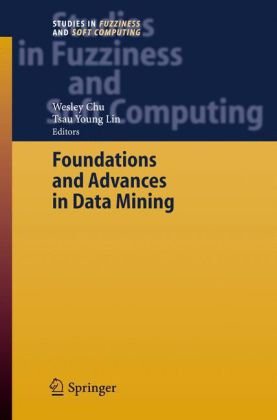 STUDIES IN FUZZINESS
AND SOFT COMPUTING
Studies
in Fuzziness
and
Soft Computing
Wesley Chu
Tsau Young Lin
Editors
Foundations
and Advances
in Data Mining
Springer